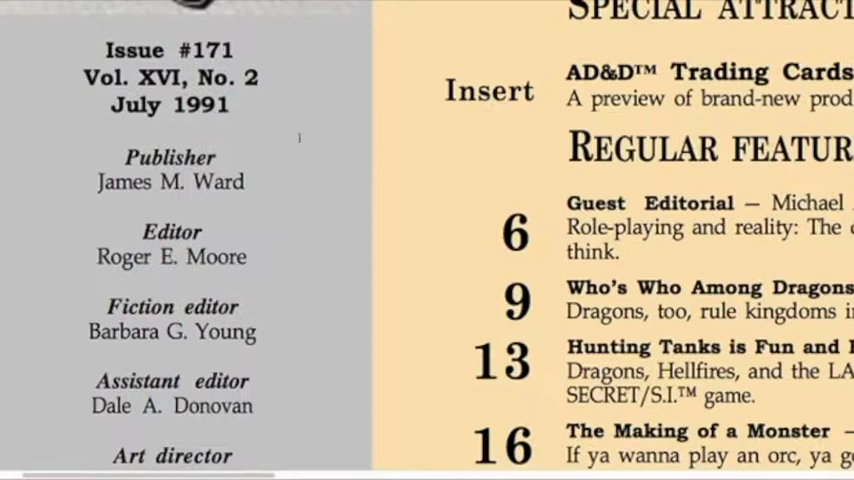 SPECIAL ATTRACT
Issue #171
Vol. XVI, No. 2
July 1991
Publisher
James M. Ward
Editor
Roger E. Moore
Fiction editor
Barbara G. Young
Assistant editor
Dale A. Donovan
Art director
Insert
AD&D™ Trading Cards
A preview of brand-new prod
REGULAR FEATUR
6
Guest Editorial — Michael
Role-playing and reality: The
think.
9
Who's Who Among Dragons
Dragons, too, rule kingdoms i
13
Hunting Tanks is Fun and
Dragons, Hellfires, and the LA
SECRET/S.I.™ game.
16
The Making of a Monster —
If ya wanna play an orc, ya g